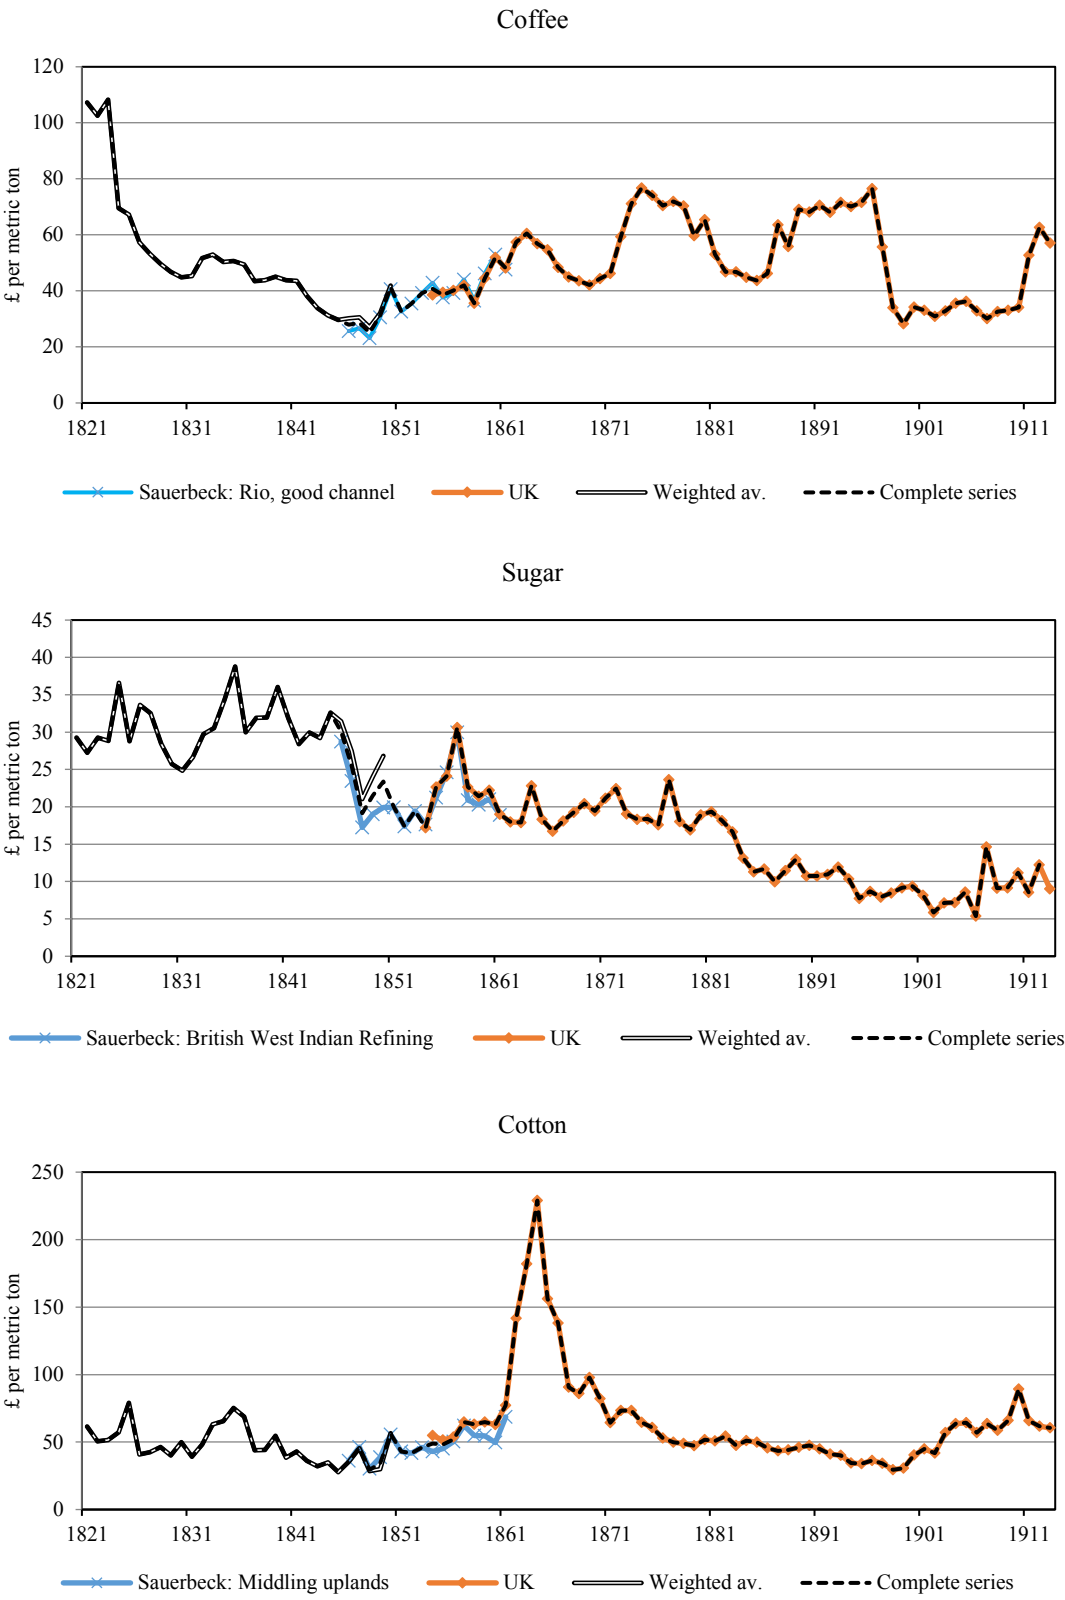 Coffee
£ per metric ton
120
100
80
60
40
20
0
1821 1831 1841 1851 1861 1871 1881 1891 1901 1911
Sauerbeck: Rio, good channel UK Weighted av. Complete series
Sugar
£ per metric ton
45
40
35
30
25
20
15
10
5
0
1821 1831 1841 1851 1861 1871 1881 1891 1901 1911
Sauerbeck: British West Indian Refining UK Weighted av. Complete series
Cotton
£ per metric ton
250
200
150
100
50
0
1821 1831 1841 1851 1861 1871 1881 1891 1901 1911
Sauerbeck: Middling uplands UK Weighted av. Complete series